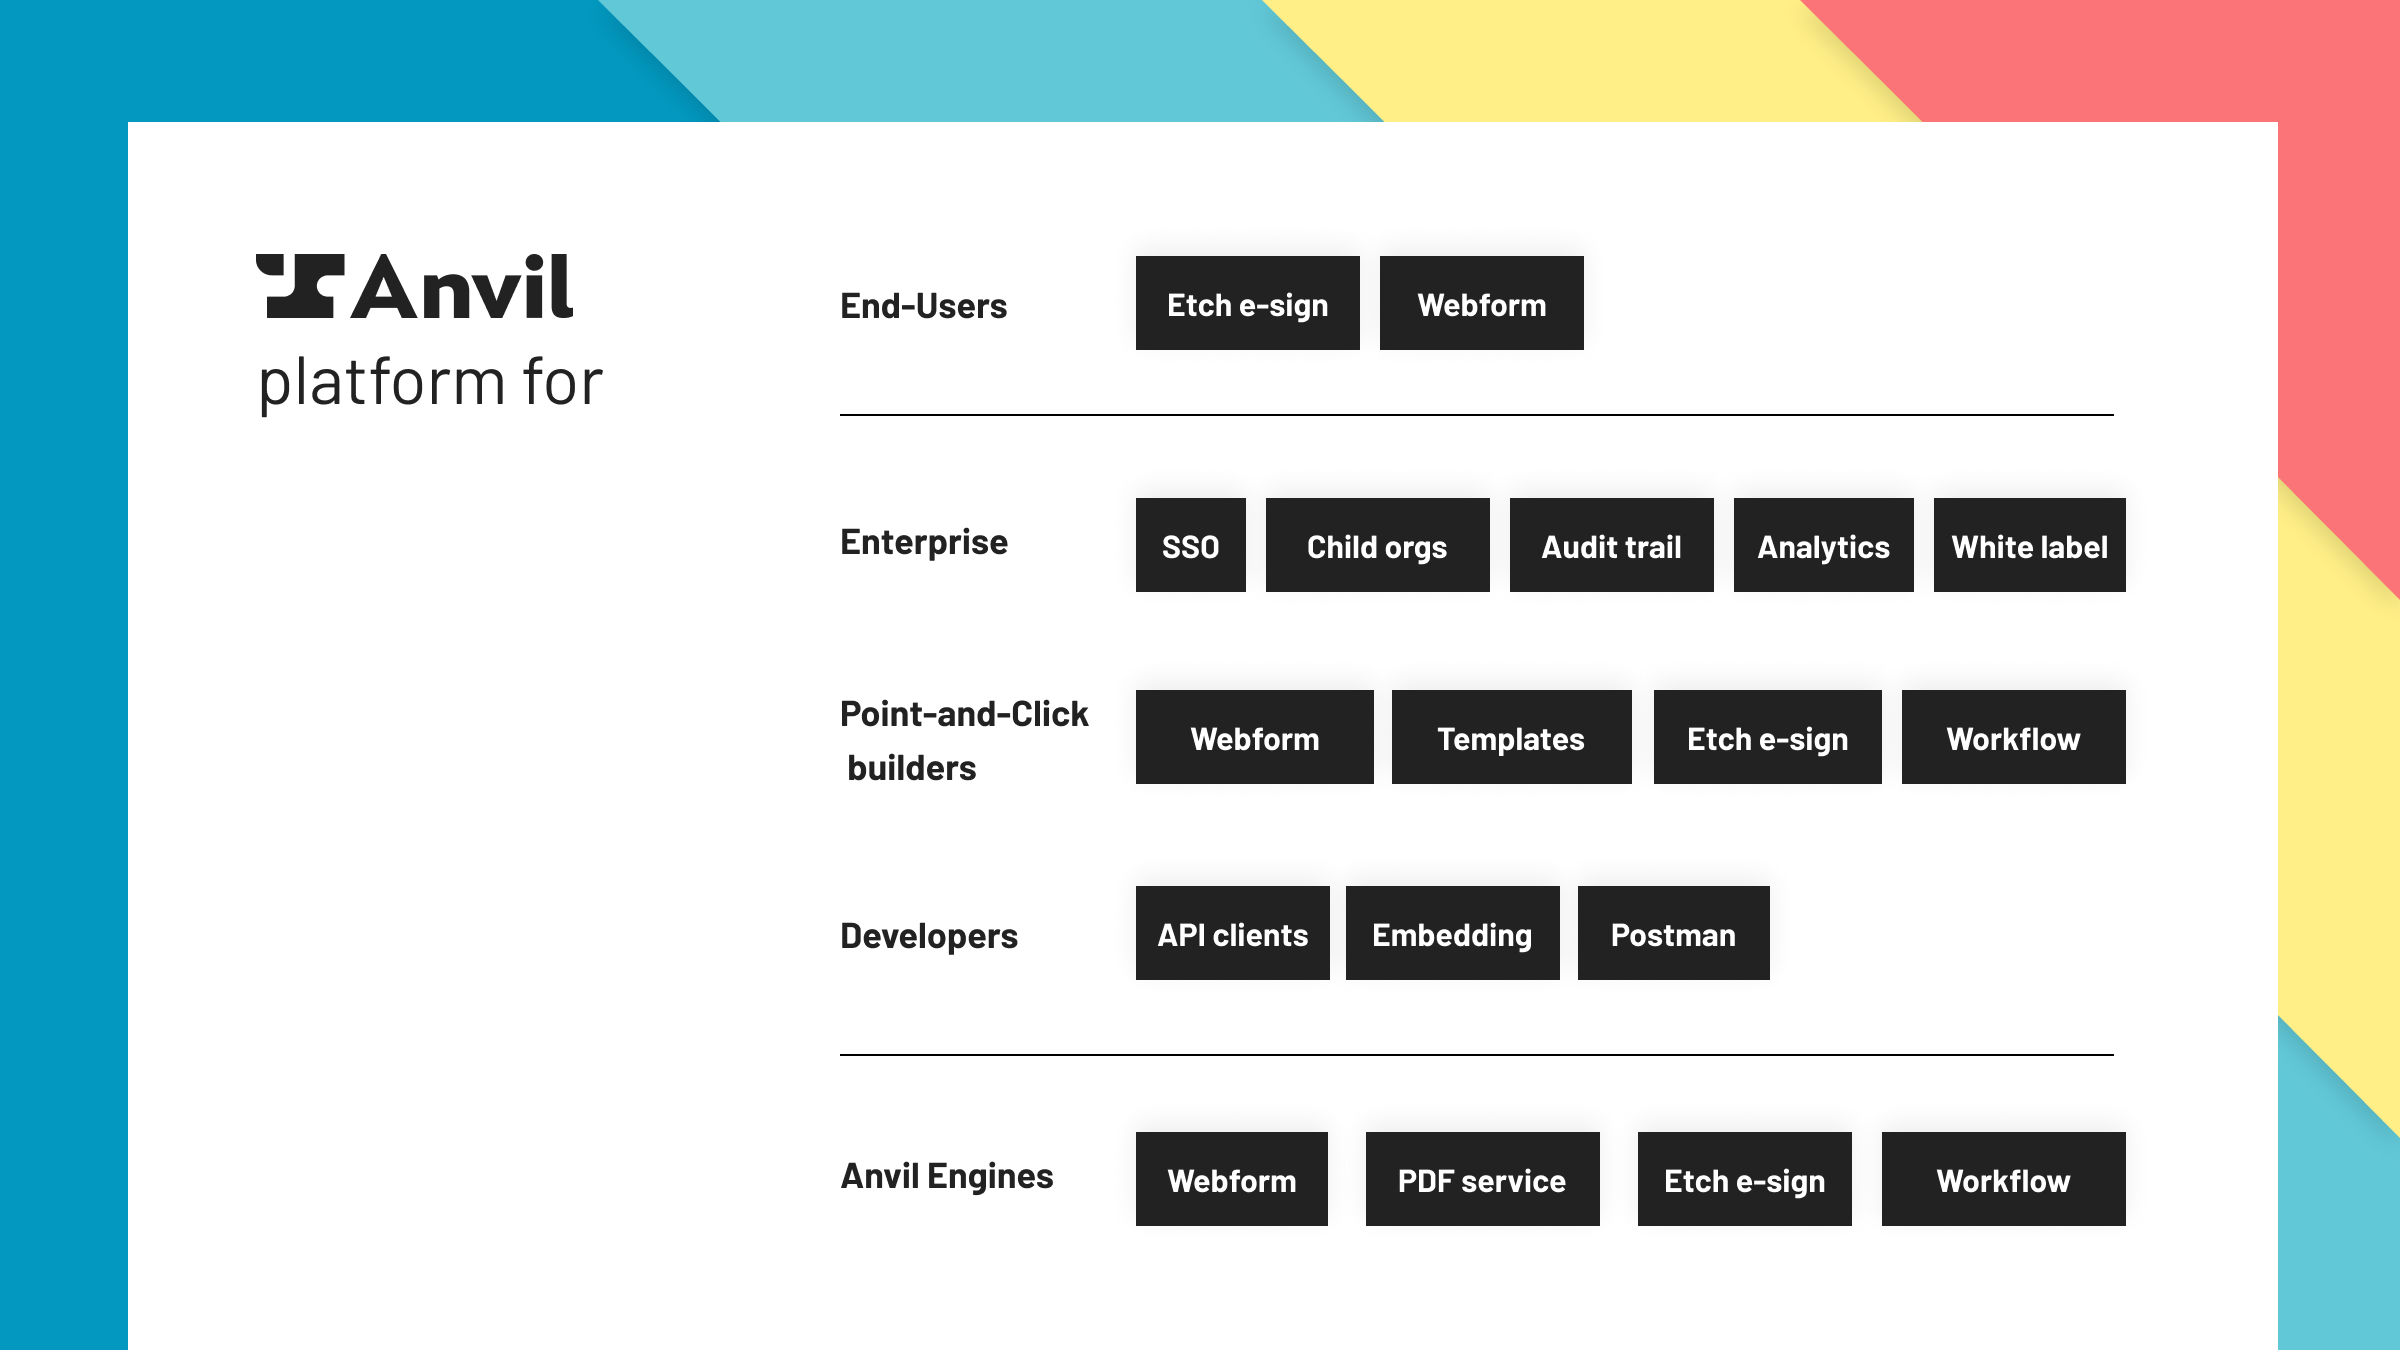 Anvil
platform for
End-Users
Etch e-sign
Webform
Enterprise
SSO
Child orgs
Audit trail
Analytics
White label
Point-and-Click
builders
Webform
Templates
Etch e-sign
Workflow
Developers
API clients
Embedding
Postman
Anvil Engines
Webform
PDF service
Etch e-sign
Workflow